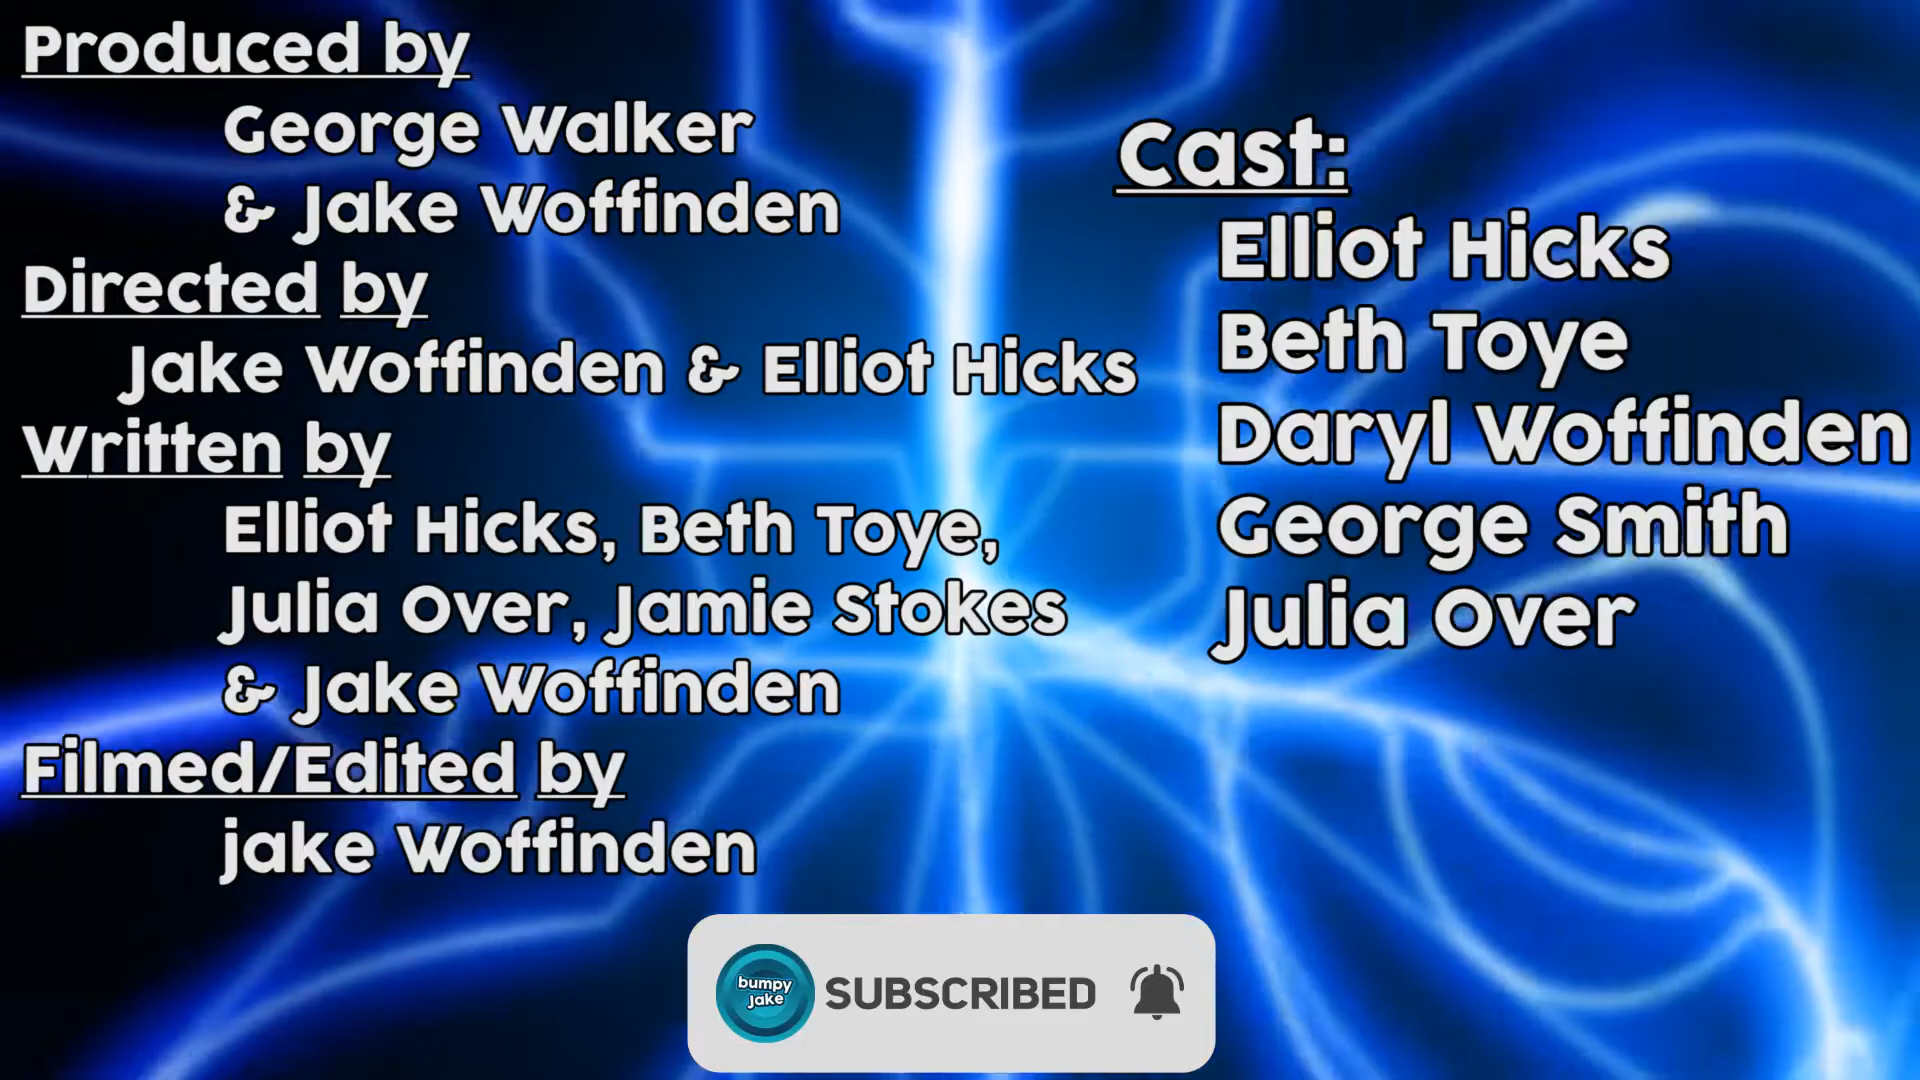 Produced by
George Walker
& Jake Woffinden
Directed by
Jake Woffinden & Elliot Hicks
Written by
Elliot Hicks, Beth Toye,
Julia Over, Jamie Stokes
& Jake Woffinden
Filmed/Edited by
jake Woffinden
Cast:
Elliot Hicks
Beth Toye
Daryl Woffinden
George Smith
Julia Over
bumpy
jake
SUBSCRIBED